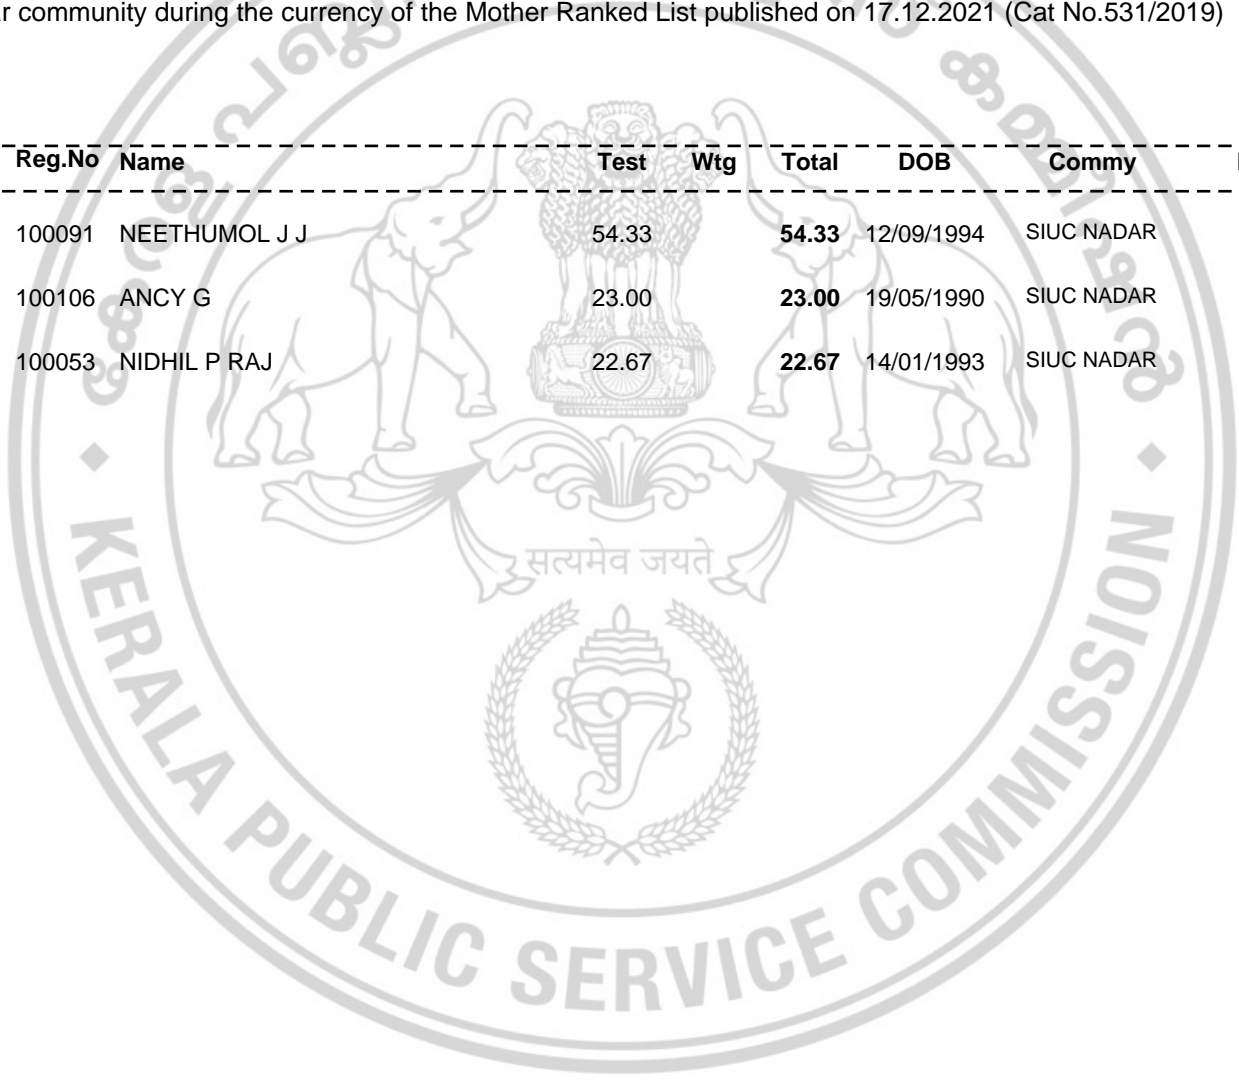 r community during the currency of the Mother Ranked List published on 17.12.2021 (Cat No.531/2019)
Reg.No Name Test Wtg Total DOB Commy
100091 NEETHUMOL J J 54.33 54.33 12/09/1994 SIUC NADAR
100106 ANCY G 23.00 23.00 19/05/1990 SIUC NADAR
100053 NIDHIL P RAJ 22.67 22.67 14/01/1993 SIUC NADAR
सत्यमेव जयते
KERALA PUBLIC SERVICE COMMISSION